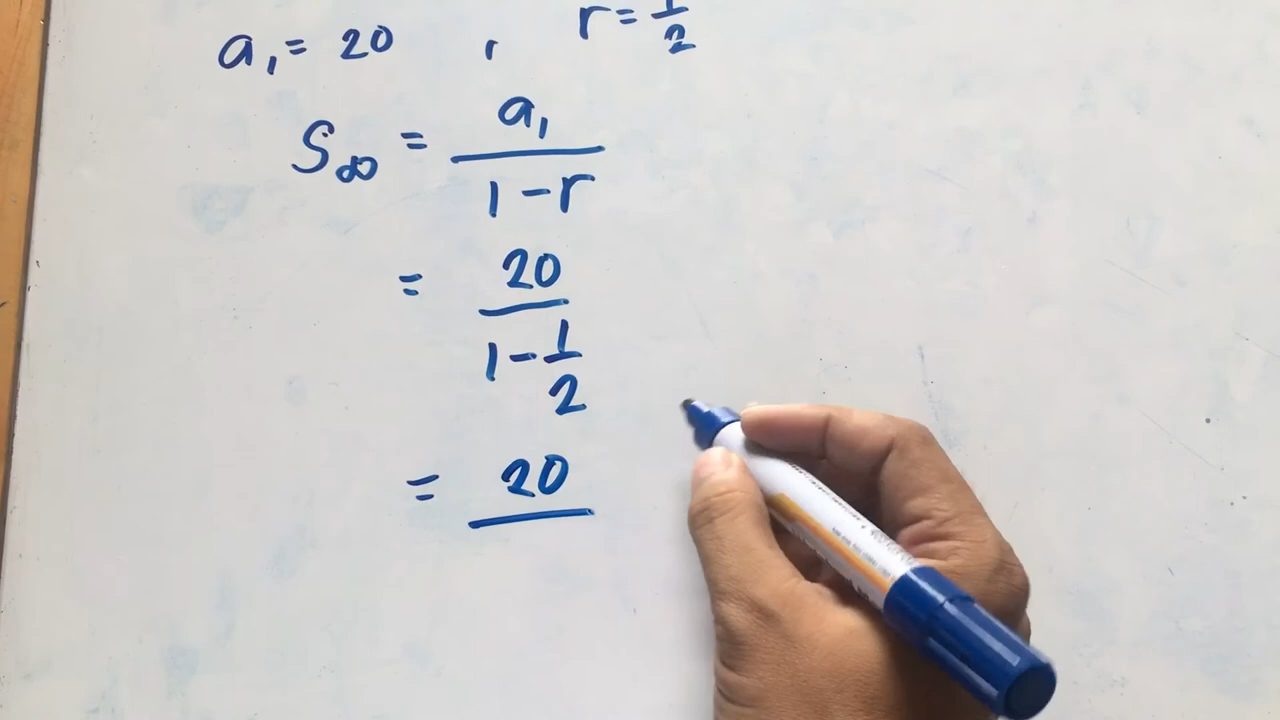 a₁ = 20 , r = 1/2
S∞ = a₁/(1 - r)
= 20/(1 - 1/2)
= 20/